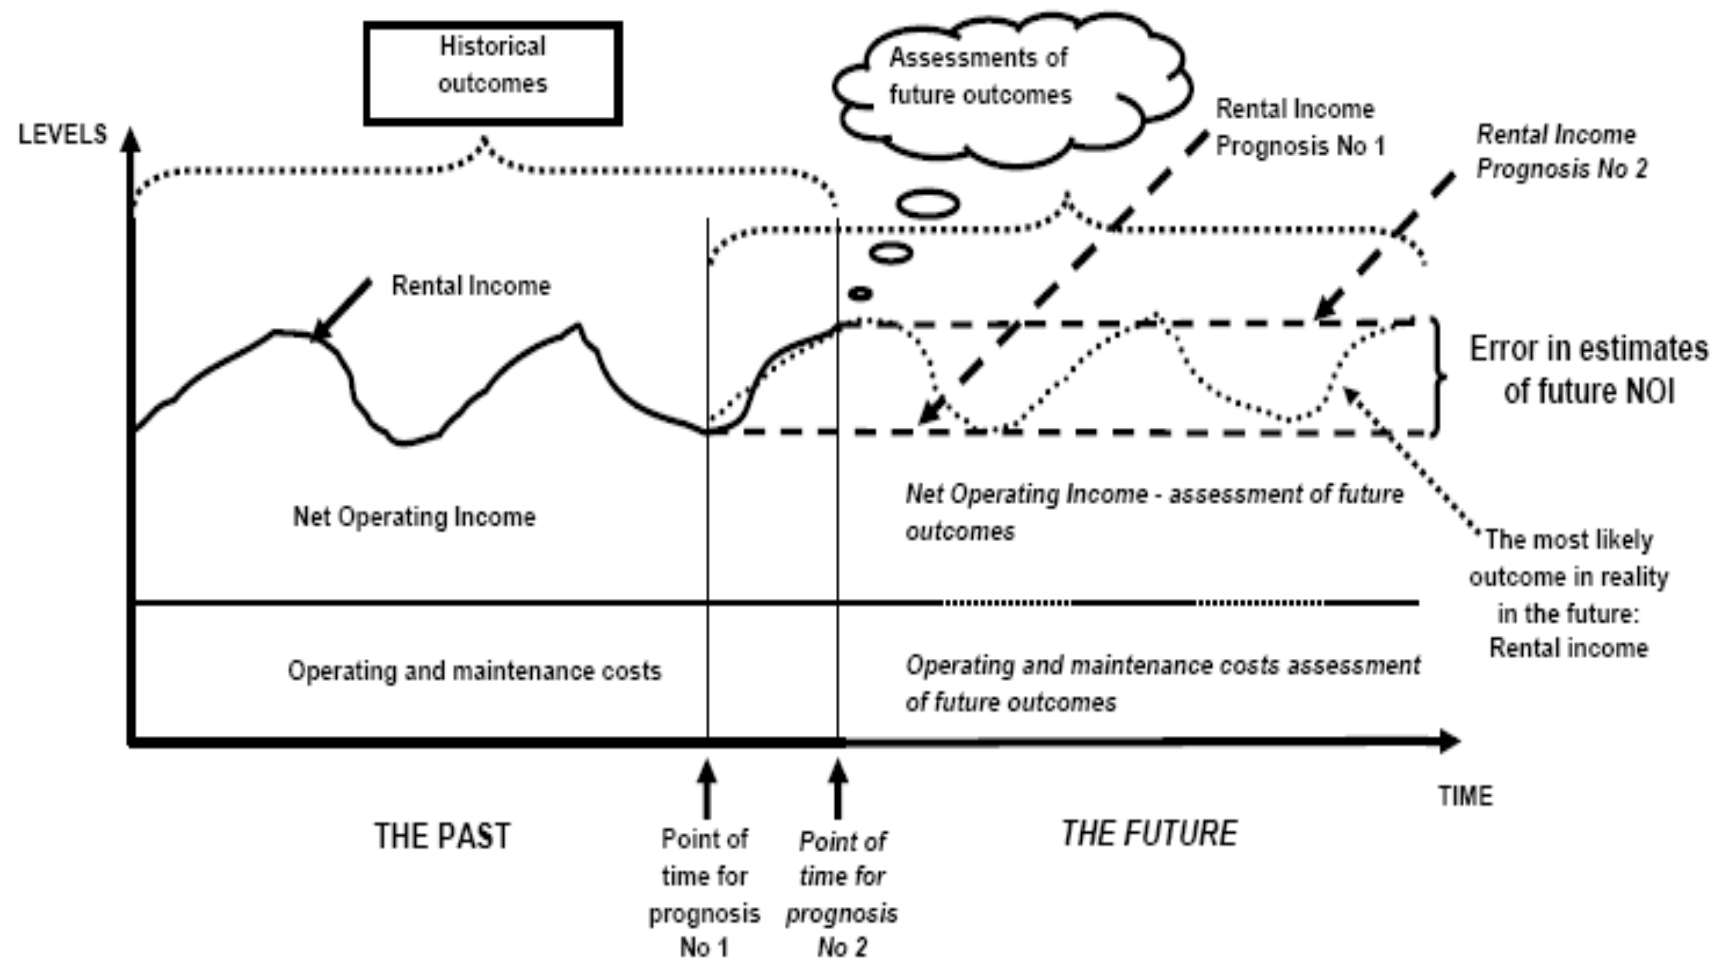 Historical
outcomes
Assessments of
future outcomes
Rental Income
Prognosis No 1
Rental Income
Prognosis No 2
LEVELS
Rental Income
Error in estimates
of future NOI
Net Operating Income
Net Operating Income - assessment of future
outcomes
The most likely
outcome in reality
in the future:
Rental income
Operating and maintenance costs
Operating and maintenance costs assessment
of future outcomes
TIME
THE PAST
Point of
time for
prognosis
No 1
Point of
time for
prognosis
No 2
THE FUTURE